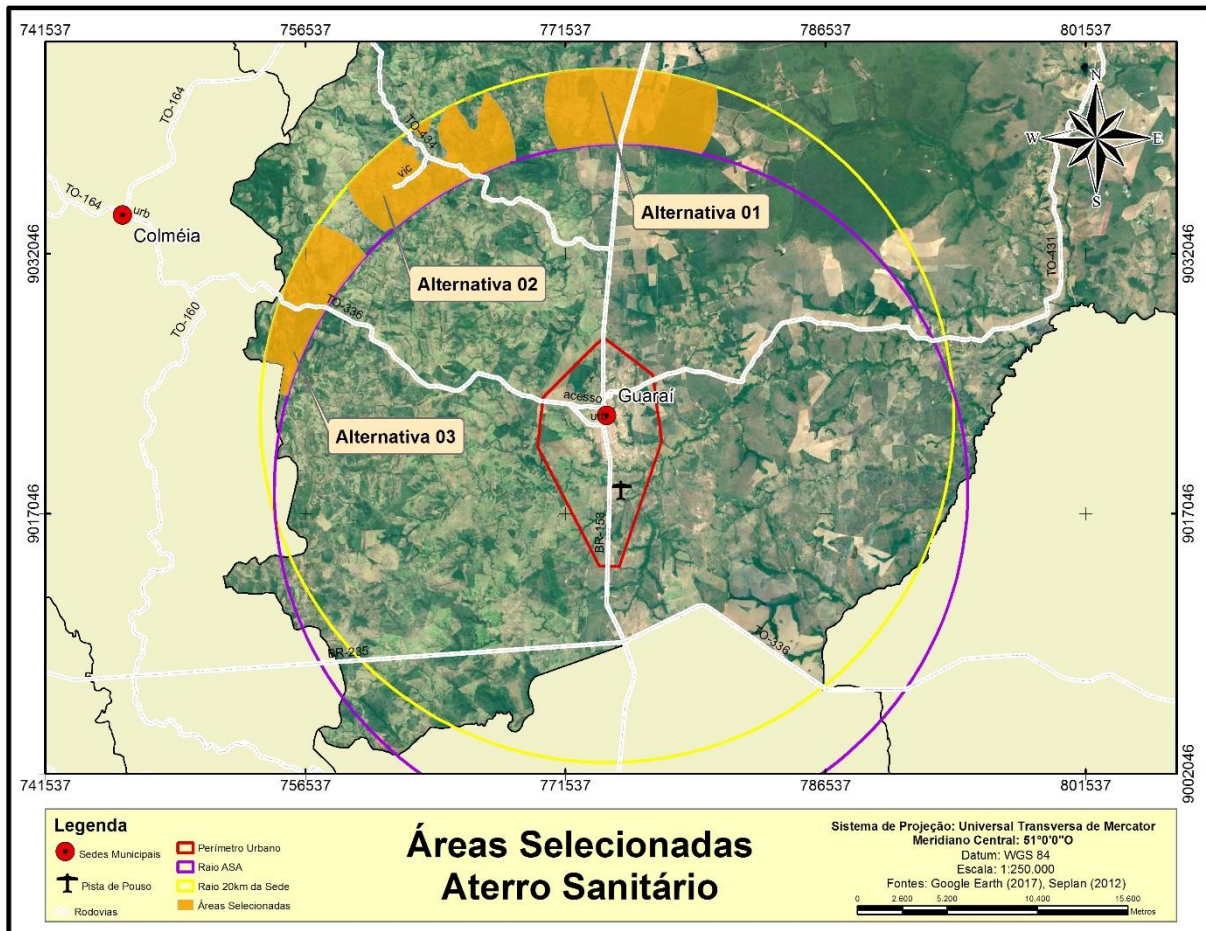 741537 756537 771537 786537 801537
N
W E
S
TO-164
TO-434
vic
TO-164
urb
Colméia
Alternativa 01
9032046 9032046
TO-431
Alternativa 02
TO-336
TO-160
acesso
Guaraí
Alternativa 03
9017046 9017046
BR-153
BR-235
TO-336
9002046
741537 756537 771537 786537 801537
Legenda
Sedes Municipais
Pista de Pouso
Rodovias
Perímetro Urbano
Raio ASA
Raio 20km da Sede
Áreas Selecionadas
Áreas Selecionadas
Aterro Sanitário
Sistema de Projeção: Universal Transversa de Mercator
Meridiano Central: 51°0'0"O
Datum: WGS 84
Escala: 1:250.000
Fontes: Google Earth (2017), Seplan (2012)
0 2.600 5.200 10.400 15.600
Metros